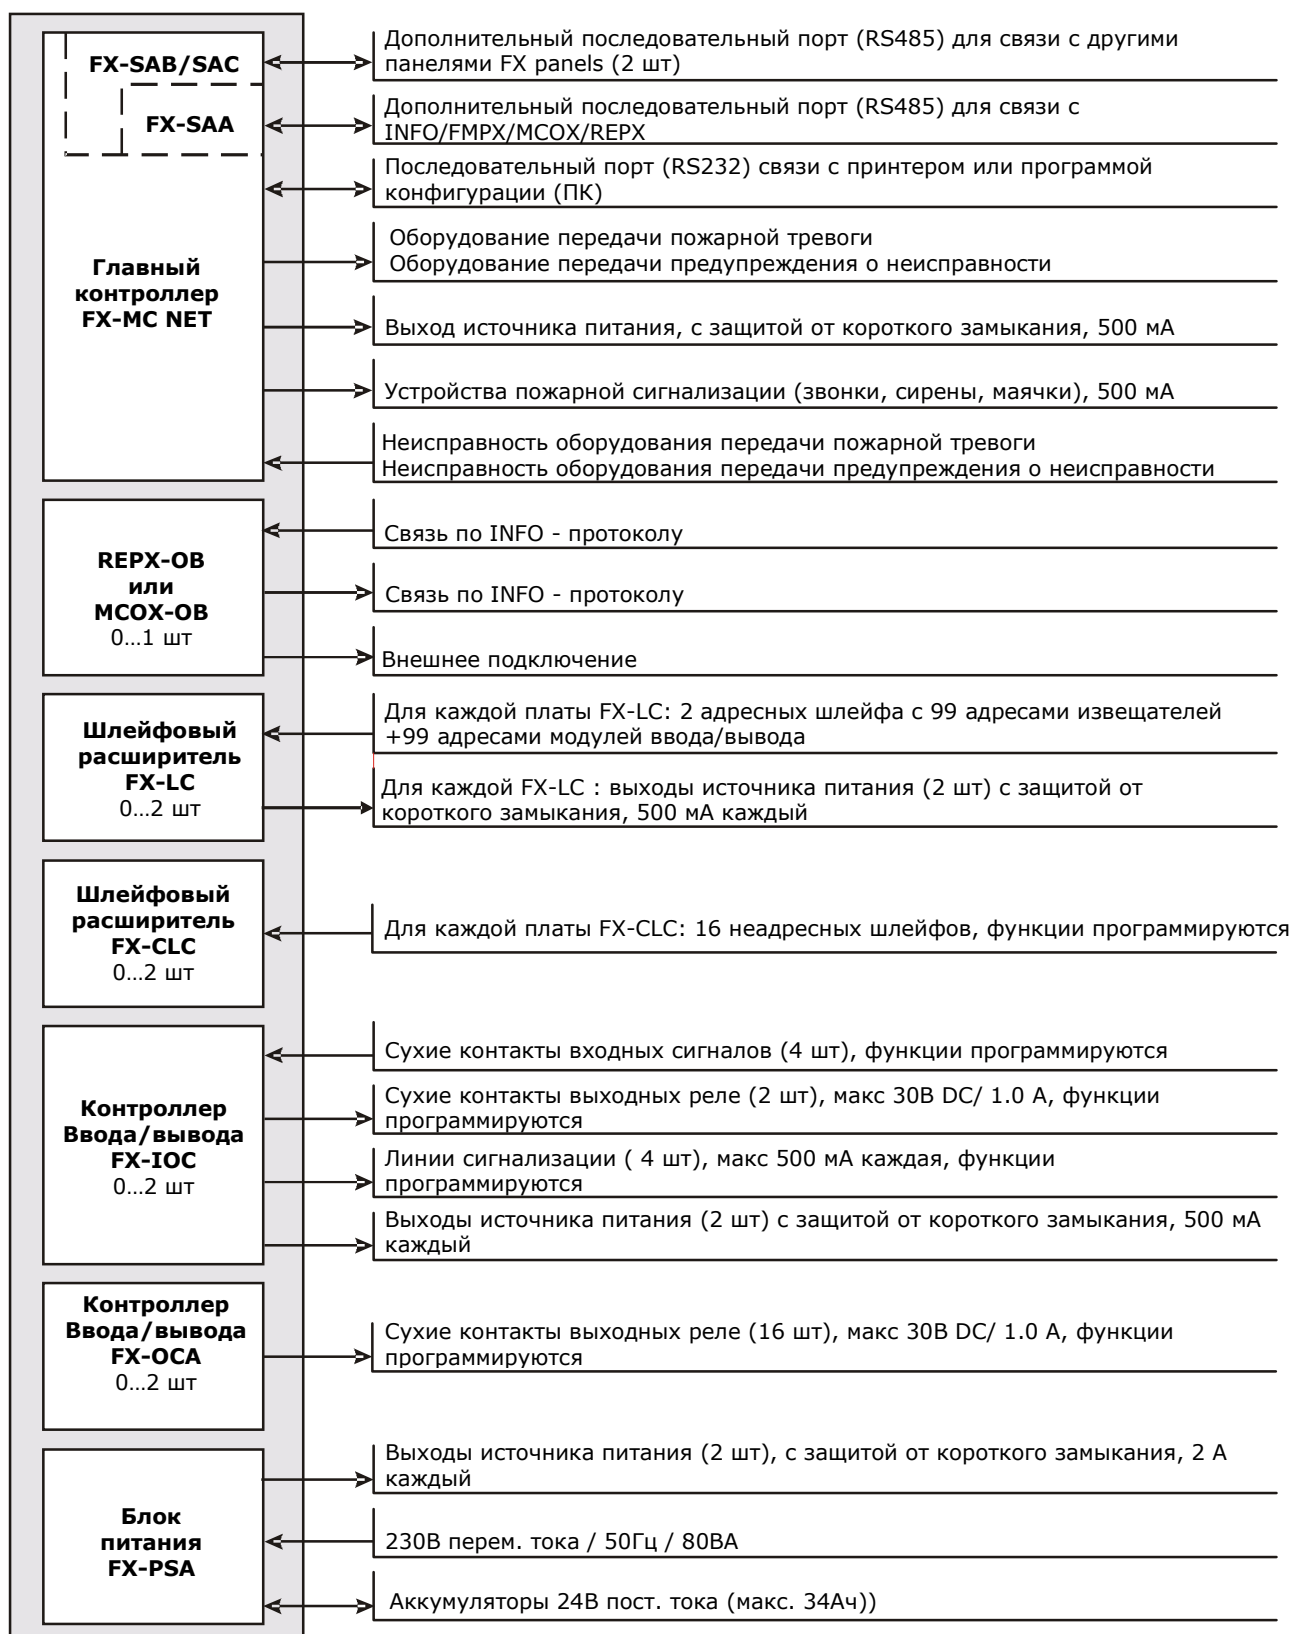 FX-SAB/SAC
Дополнительный последовательный порт (RS485) для связи с другими
панелями FX panels (2 шт)
FX-SAA
Дополнительный последовательный порт (RS485) для связи с
INFO/FMPX/MCOX/REPX
Последовательный порт (RS232) связи с принтером или программой
конфигурации (ПК)
Главный
контроллер
FX-MC NET
Оборудование передачи пожарной тревоги
Оборудование передачи предупреждения о неисправности
Выход источника питания, с защитой от короткого замыкания, 500 мА
Устройства пожарной сигнализации (звонки, сирены, маячки), 500 мА
Неисправность оборудования передачи пожарной тревоги
Неисправность оборудования передачи предупреждения о неисправности
REPX-OB
или
MCOX-OB
0…1 шт
Связь по INFO - протоколу
Связь по INFO - протоколу
Внешнее подключение
Шлейфовый
расширитель
FX-LC
0…2 шт
Для каждой платы FX-LC: 2 адресных шлейфа с 99 адресами извещателей
+99 адресами модулей ввода/вывода
Для каждой FX-LC : выходы источника питания (2 шт) с защитой от
короткого замыкания, 500 мА каждый
Шлейфовый
расширитель
FX-CLC
0…2 шт
Для каждой платы FX-CLC: 16 неадресных шлейфов, функции программируются
Контроллер
Ввода/вывода
FX-IOC
0…2 шт
Сухие контакты входных сигналов (4 шт), функции программируются
Сухие контакты выходных реле (2 шт), макс 30В DC/ 1.0 А, функции
программируются
Линии сигнализации ( 4 шт), макс 500 мА каждая, функции
программируются
Выходы источника питания (2 шт) с защитой от короткого замыкания, 500 мА
каждый
Контроллер
Ввода/вывода
FX-OCA
0…2 шт
Сухие контакты выходных реле (16 шт), макс 30В DC/ 1.0 А, функции
программируются
Блок
питания
FX-PSA
Выходы источника питания (2 шт), с защитой от короткого замыкания, 2 А
каждый
230В перем. тока / 50Гц / 80ВА
Аккумуляторы 24В пост. тока (макс. 34Ач))